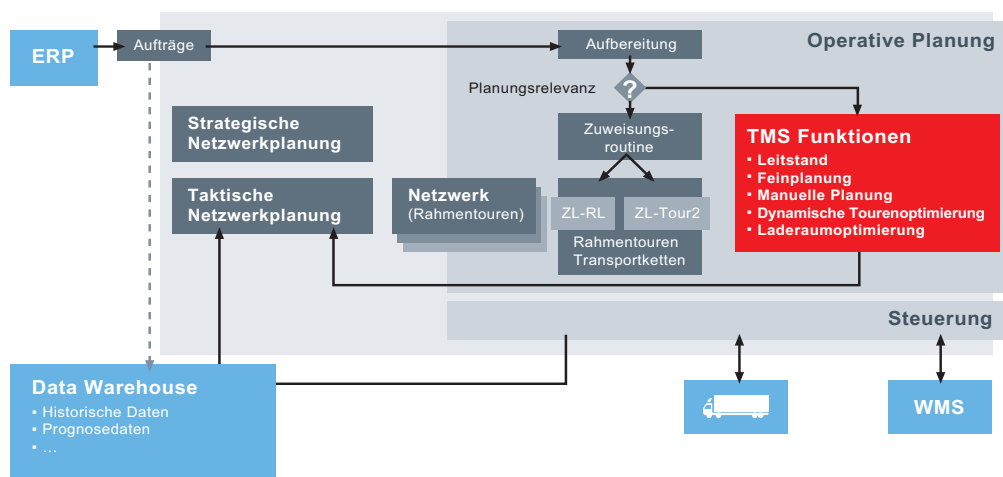 ERP
Aufträge
Aufbereitung
Operative Planung
Planungsrelevanz
?
Strategische
Netzwerkplanung
Zuweisungs-
routine
TMS Funktionen
▪ Leitstand
▪ Feinplanung
▪ Manuelle Planung
▪ Dynamische Tourenoptimierung
▪ Laderaumoptimierung
Taktische
Netzwerkplanung
Netzwerk
(Rahmentouren)
ZL-RL
ZL-Tour2
Rahmentouren
Transportketten
Steuerung
Data Warehouse
▪ Historische Daten
▪ Prognosedaten
▪ ...
WMS